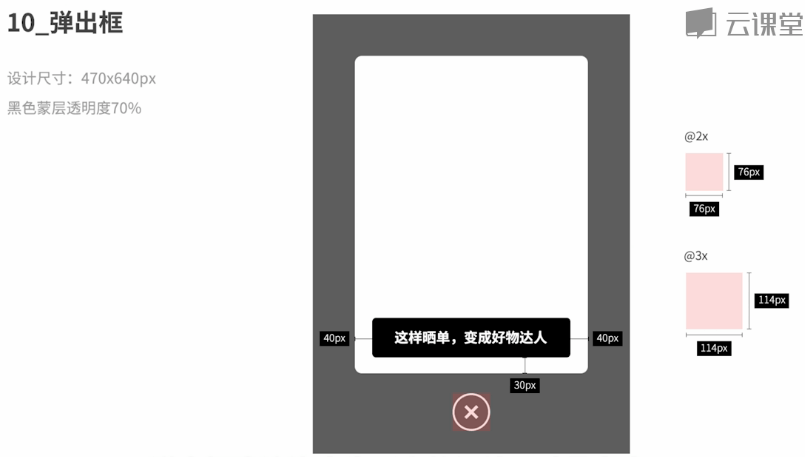 10_弹出框
云课堂
设计尺寸：470x640px
黑色蒙层透明度70%
@2x
76px
76px
@3x
114px
114px
40px
这样晒单，变成好物达人
40px
30px